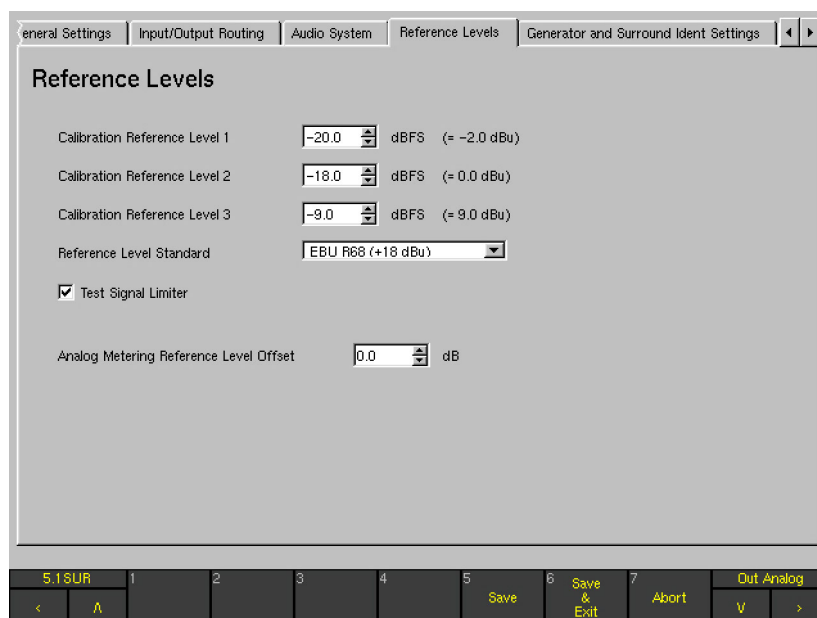 eneral Settings Input/Output Routing Audio System Reference Levels Generator and Surround Ident Settings
Reference Levels
Calibration Reference Level 1 -20.0 dBFS (= -2.0 dBu)
Calibration Reference Level 2 -18.0 dBFS (= 0.0 dBu)
Calibration Reference Level 3 -9.0 dBFS (= 9.0 dBu)
Reference Level Standard EBU R68 (+18 dBu)
Test Signal Limiter
Analog Metering Reference Level Offset 0.0 dB
5.1SUR 1 2 3 4 5 Save 6 Save & Exit 7 Abort Out Analog
< Λ V >